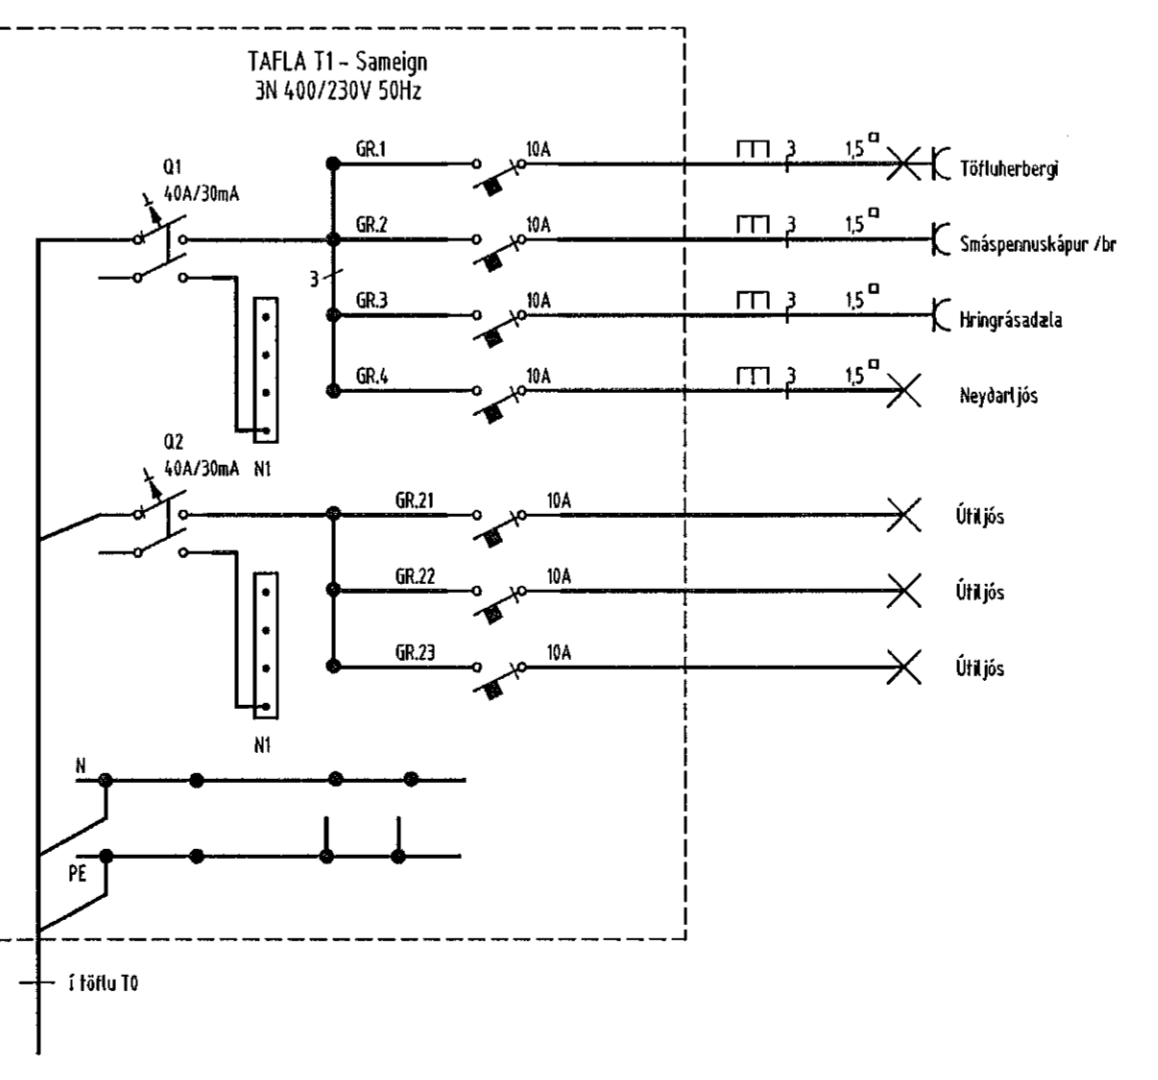 TAFLA T1 - Sameign
3N 400/230V 50Hz
Q1
40A/30mA
GR.1 10A 3 1,5 Töfluherbergi
GR.2 10A 3 1,5 Smáspennuskápur /br
3
GR.3 10A 3 1,5 Hringrásadæla
GR.4 10A 3 1,5 Neyðarljós
N1
Q2
40A/30mA
GR.21 10A Útiljós
GR.22 10A Útiljós
GR.23 10A Útiljós
N1
N
PE
Í töflu T0